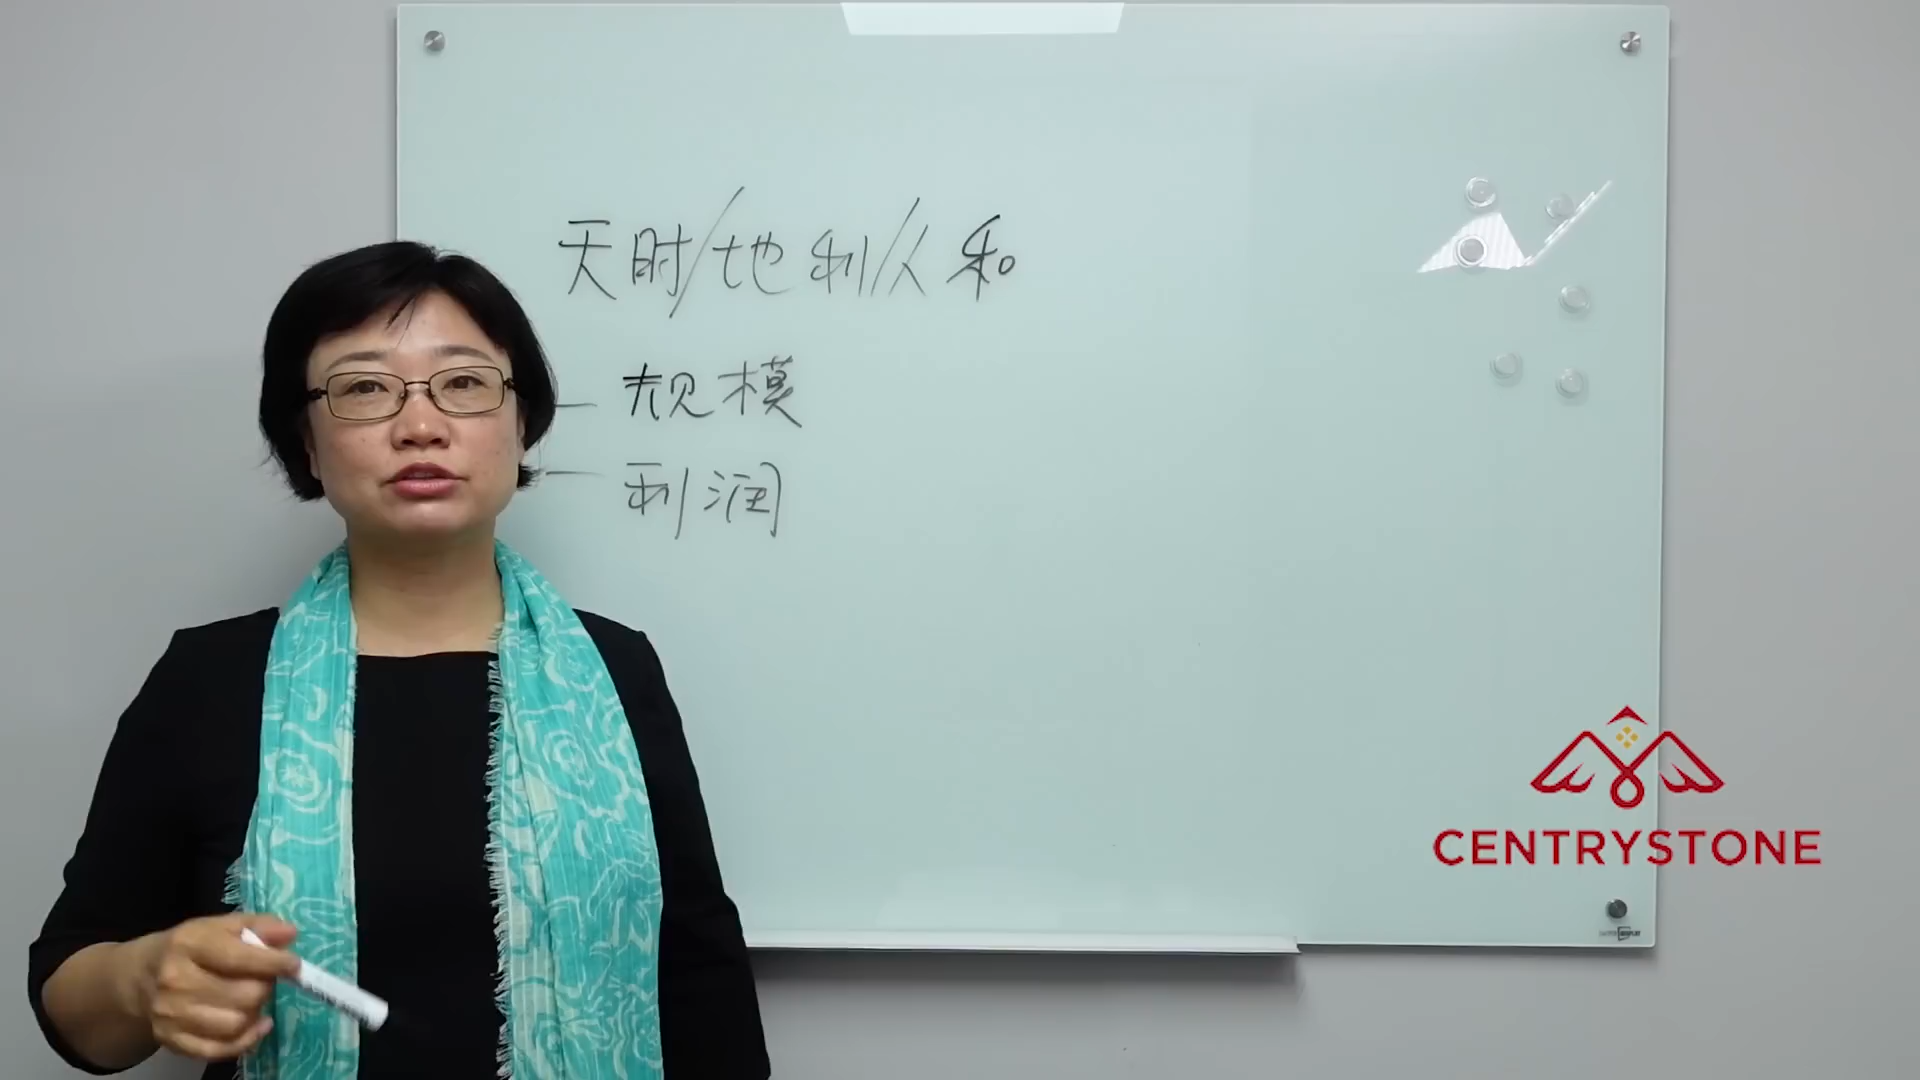 天时/地利/人和
— 规模
— 利润
CENTRYSTONE